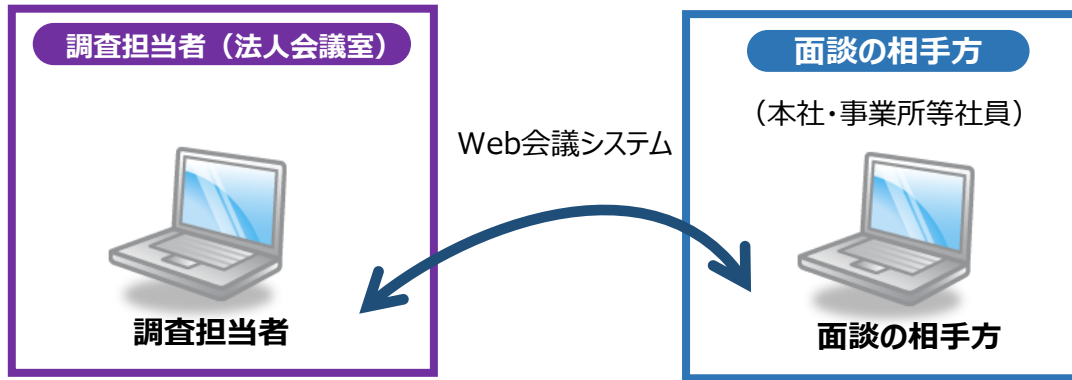 調査担当者（法人会議室）
面談の相手方
（本社・事業所等社員）
Web会議システム
調査担当者
面談の相手方